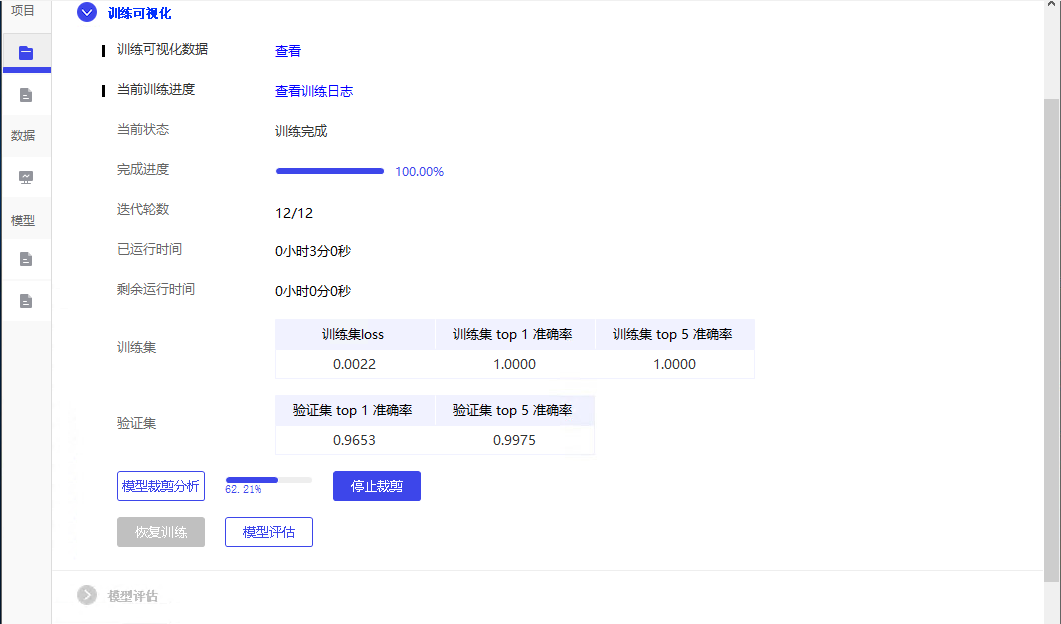 项目
训练可视化
训练可视化数据 查看
当前训练进度 查看训练日志
当前状态 训练完成
数据
完成进度 100.00%
迭代轮数 12/12
模型
已运行时间 0小时3分0秒
剩余运行时间 0小时0分0秒
训练集loss 训练集 top 1 准确率 训练集 top 5 准确率
训练集
0.0022 1.0000 1.0000
验证集 top 1 准确率 验证集 top 5 准确率
验证集
0.9653 0.9975
模型裁剪分析 62.21% 停止裁剪
恢复训练 模型评估
模型评估